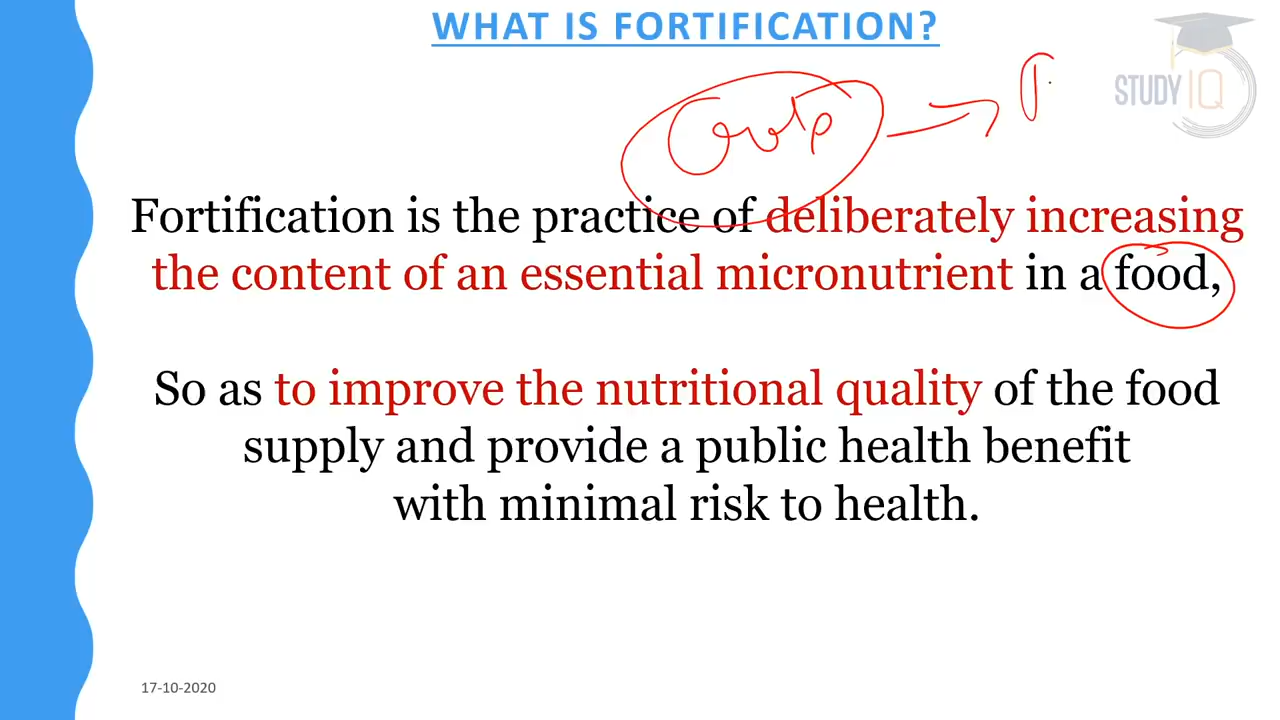 WHAT IS FORTIFICATION?
STUDY IQ
Fortification is the practice of deliberately increasing
the content of an essential micronutrient in a food,
So as to improve the nutritional quality of the food
supply and provide a public health benefit
with minimal risk to health.
17-10-2020